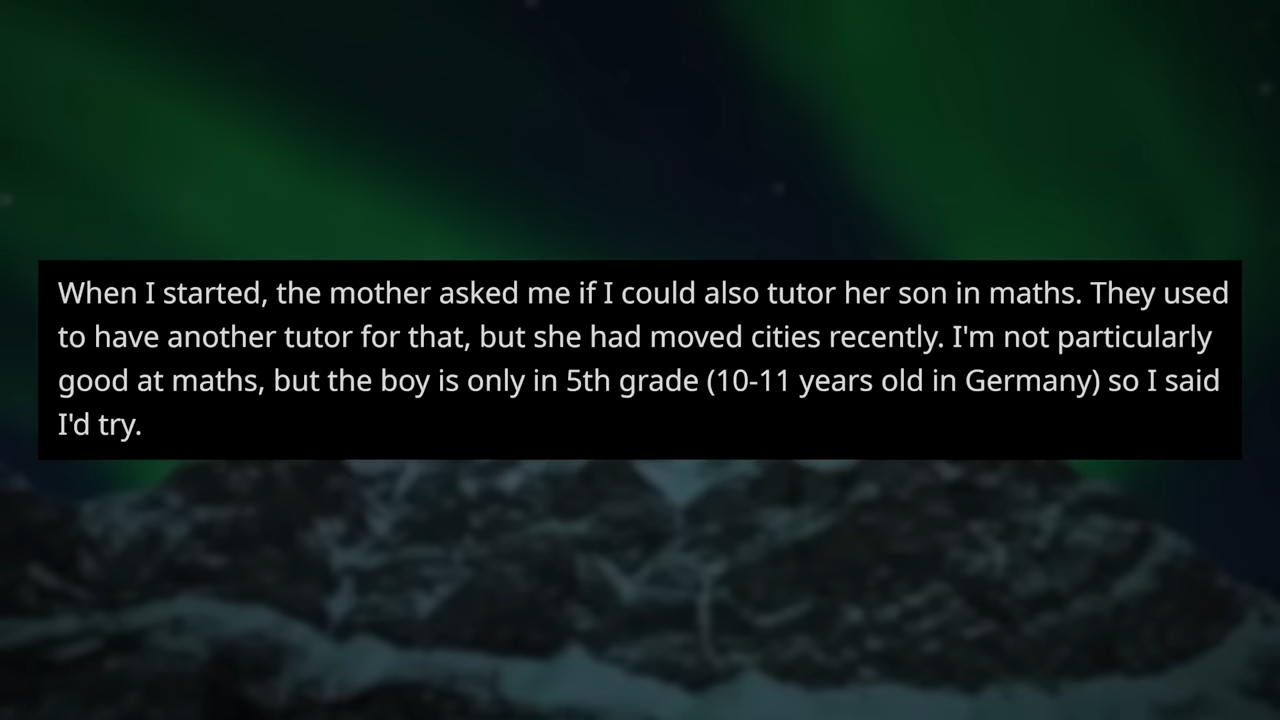 When I started, the mother asked me if I could also tutor her son in maths. They used
to have another tutor for that, but she had moved cities recently. I'm not particularly
good at maths, but the boy is only in 5th grade (10-11 years old in Germany) so I said
I'd try.